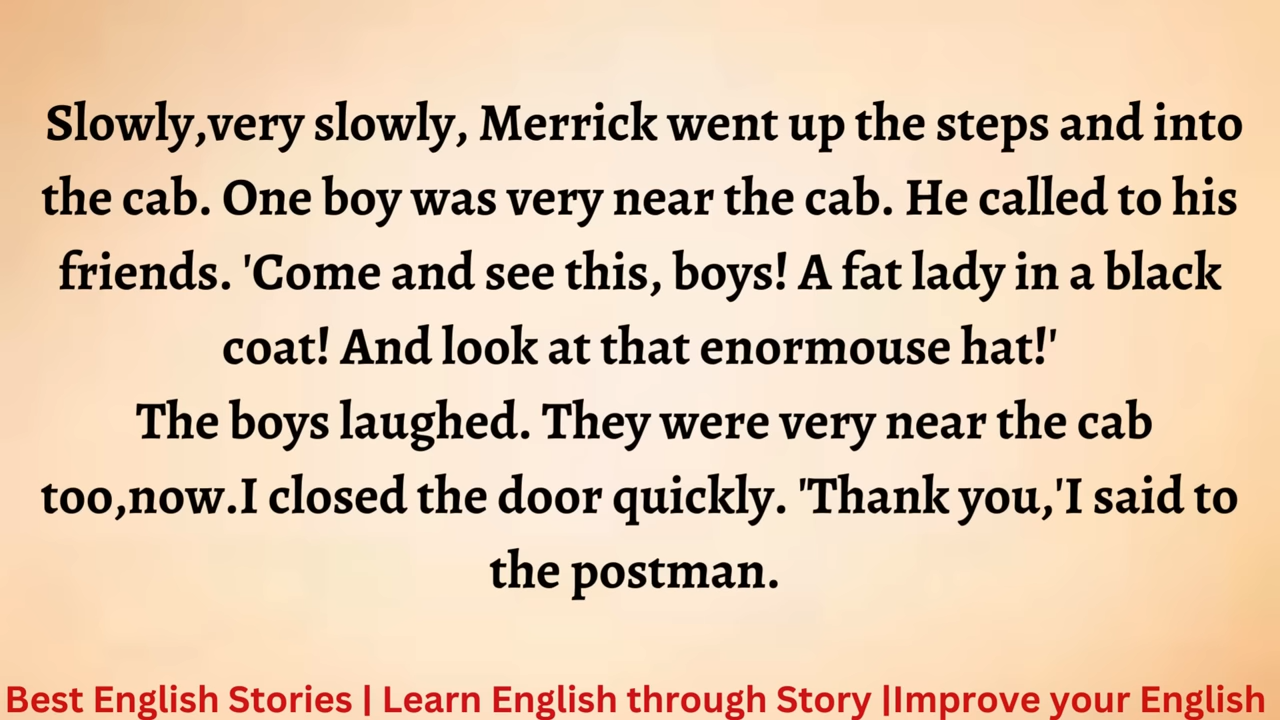 Slowly,very slowly, Merrick went up the steps and into
the cab. One boy was very near the cab. He called to his
friends. 'Come and see this, boys! A fat lady in a black
coat! And look at that enormouse hat!'
The boys laughed. They were very near the cab
too,now.I closed the door quickly. 'Thank you,'I said to
the postman.
Best English Stories | Learn English through Story |Improve your English